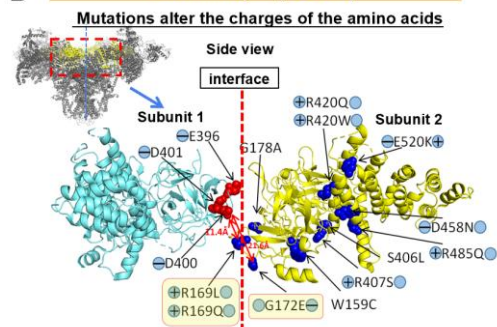 Mutations alter the charges of the amino acids
Side view
interface
Subunit 1
Subunit 2
⊕R420Q
⊕R420W
⊖E396
⊖D401
G178A
⊖E520K⊕
11.4Å
21.6Å
⊖D458N
⊖D400
S406L
⊕R485Q
⊕R407S
⊕R169L
⊕R169Q
G172E⊖
W159C